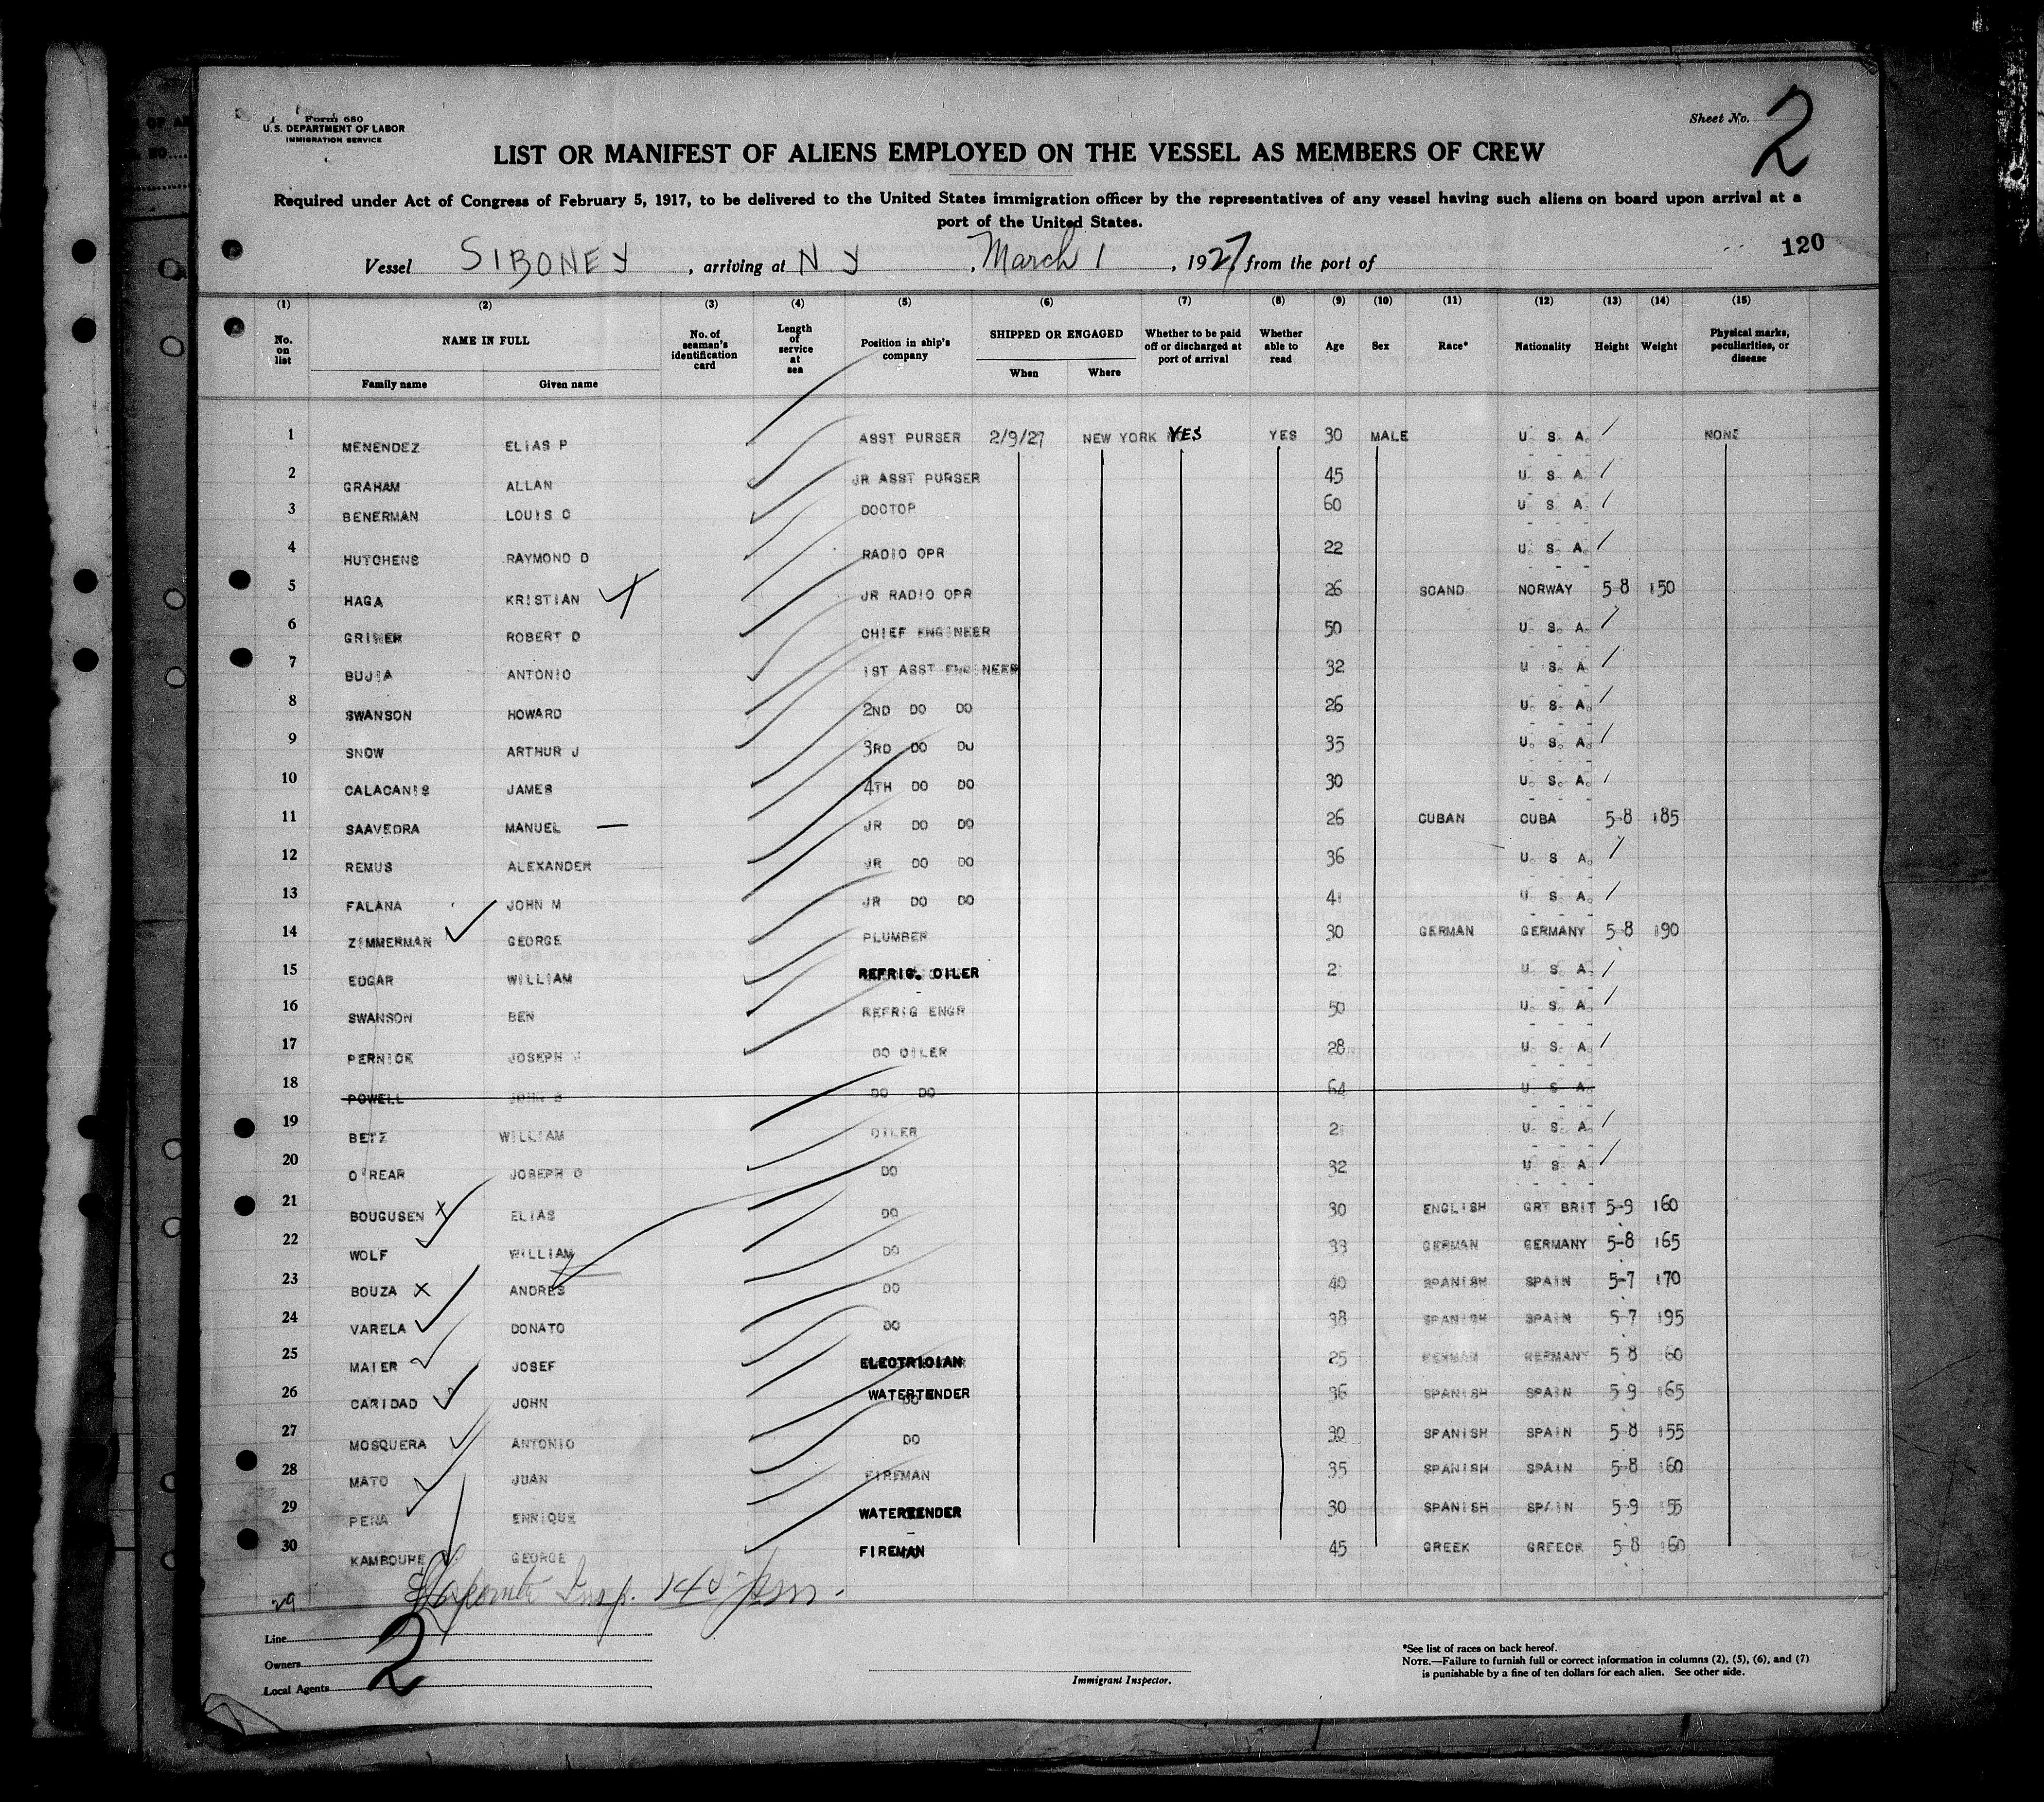 Form 680
U.S. DEPARTMENT OF LABOR
IMMIGRATION SERVICE
Sheet No. 2
LIST OR MANIFEST OF ALIENS EMPLOYED ON THE VESSEL AS MEMBERS OF CREW
Required under Act of Congress of February 5, 1917, to be delivered to the United States immigration officer by the representatives of any vessel having such aliens on board upon arrival at a
port of the United States.
120
Vessel SIBONEY, arriving at N Y, March 1, 1927, from the port of
(1) (2) (3) (4) (5) (6) (7) (8) (9) (10) (11) (12) (13) (14) (15)
No. on list NAME IN FULL Family name Given name No. of seaman's identification card Length of service at sea Position in ship's company SHIPPED OR ENGAGED When Where Whether to be paid off or discharged at port of arrival Whether able to read Age Sex Race* Nationality Height Weight Physical marks, peculiarities, or disease
1 MENENDEZ ELIAS P ASST PURSER 2/9/27 NEW YORK YES YES 30 MALE U. S. A. NONE
2 GRAHAM ALLAN JR ASST PURSER 45 U S A
3 BENERMAN LOUIS C DOCTOR 60 U S A
4 HUTCHENS RAYMOND D RADIO OPR 22 U. S. A.
5 HAGA KRISTIAN JR RADIO OPR 26 SCAND. NORWAY 5-8 150
6 GRINER ROBERT D CHIEF ENGINEER 50 U. S. A.
7 BUJIA ANTONIO 1ST ASST ENGINEER 32 U S. A
8 SWANSON HOWARD 2ND DO DO 26 U. S. A.
9 SNOW ARTHUR J 3RD DO DO 35 U. S. A.
10 CALACANIS JAMES 4TH DO DO 30 U. S. A.
11 SAAVEDRA MANUEL JR DO DO 26 CUBAN CUBA 5-8 185
12 REMUS ALEXANDER JR DO DO 36 U. S A.
13 FALANA JOHN M JR DO DO 41 U. S A.
14 ZIMMERMAN GEORGE PLUMBER 30 GERMAN GERMANY 5-8 190
15 EDGAR WILLIAM REFRIG. OILER 21 U S A.
16 SWANSON BEN REFRIG ENGR 50 U S A.
17 PERNICE JOSEPH DO OILER 28 U S A.
18 POWELL JOHN DO DO 64 U S A.
19 BETZ WILLIAM OILER 21 U. S. A.
20 O'REAR JOSEPH DO 32 U S. A
21 BOUGUSEN ELIAS DO 30 ENGLISH GRT BRIT 5-9 160
22 WOLF WILLIAM DO 33 GERMAN GERMANY 5-8 165
23 BOUZA ANDRES DO 40 SPANISH SPAIN 5-7 170
24 VARELA DONATO DO 38 SPANISH SPAIN 5-7 195
25 MAIER JOSEF ELECTRICIAN 25 GERMAN GERMANY 5 8 160
26 CARIDAD JOHN WATERTENDER 36 SPANISH SPAIN 5 9 165
27 MOSQUERA ANTONIO DO 30 SPANISH SPAIN 5 8 155
28 MATO JUAN FIREMAN 35 SPANISH SPAIN 5-8 160
29 PENA ENRIQUE WATERTENDER 30 SPANISH SPAIN 5-9 155
30 KAMBOURE GEORGE FIREMAN 45 GREEK GREECE 5-8 160
29 Insp.
Line
Owners
Local Agents
2
Immigrant Inspector.
*See list of races on back hereof.
NOTE.—Failure to furnish full or correct information in columns (2), (5), (6), and (7)
is punishable by a fine of ten dollars for each alien. See other side.